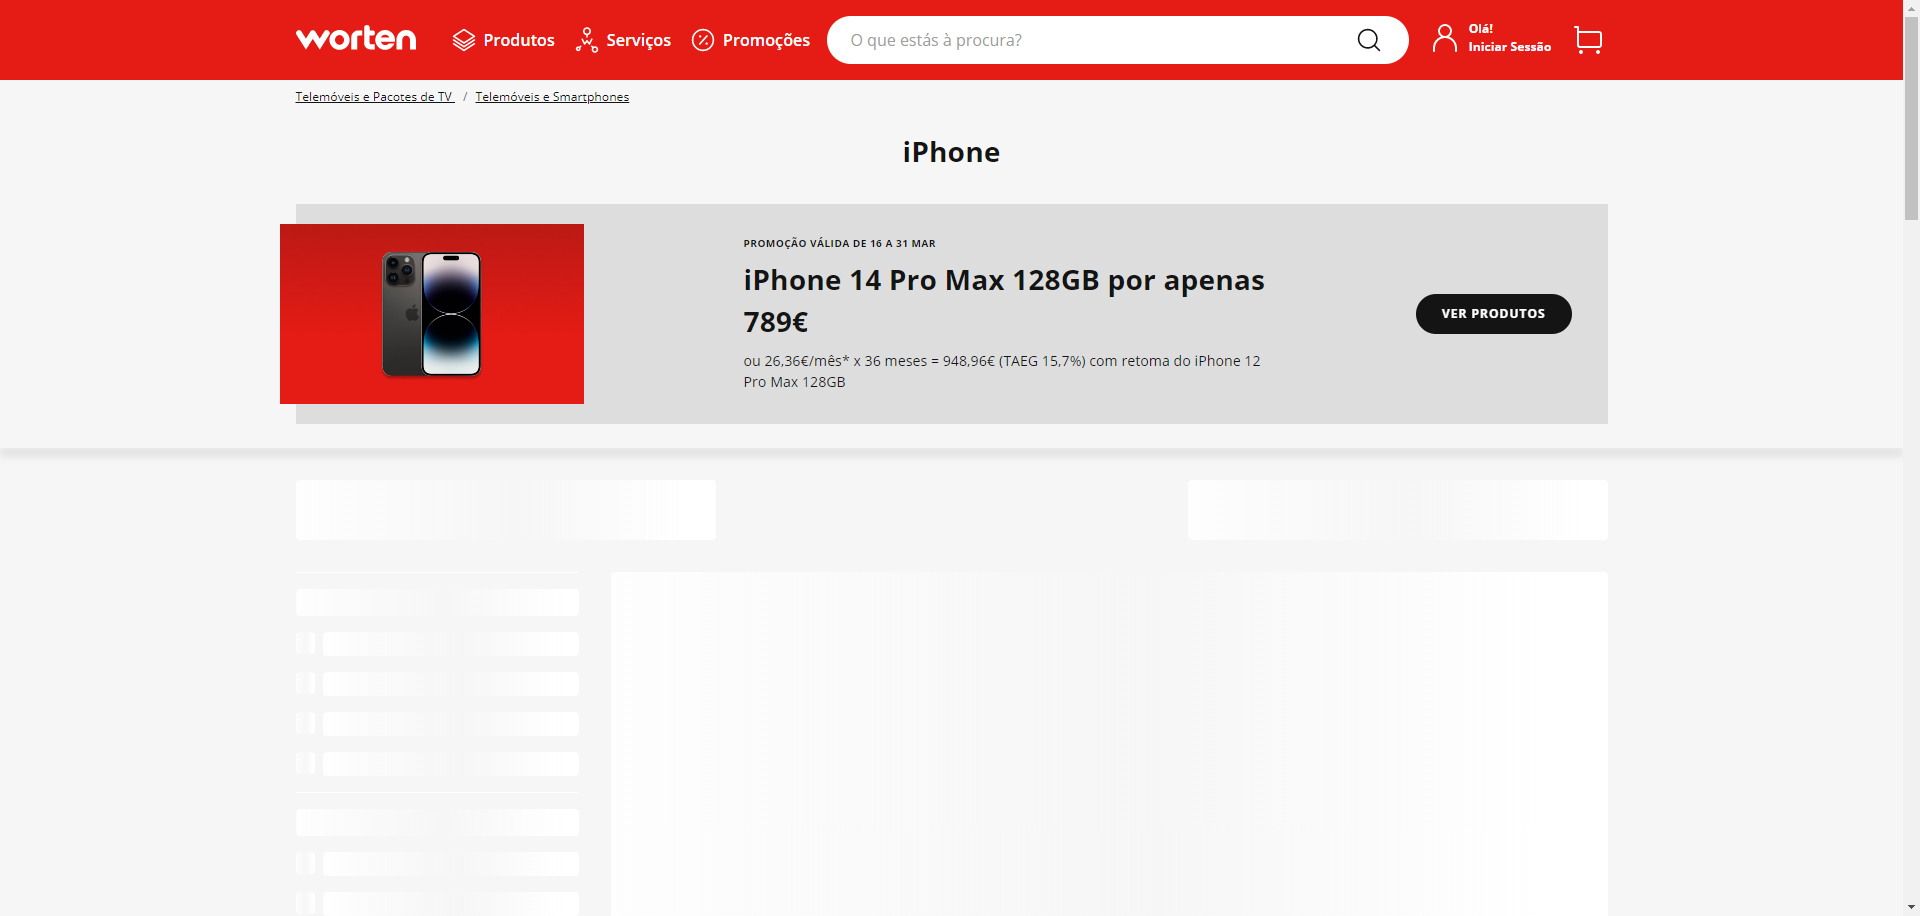 worten
Produtos
Serviços
Promoções
O que estás à procura?
Olá!
Iniciar Sessão
Telemóveis e Pacotes de TV / Telemóveis e Smartphones
iPhone
PROMOÇÃO VÁLIDA DE 16 A 31 MAR
iPhone 14 Pro Max 128GB por apenas
789€
ou 26,36€/mês* x 36 meses = 948,96€ (TAEG 15,7%) com retoma do iPhone 12
Pro Max 128GB
VER PRODUTOS